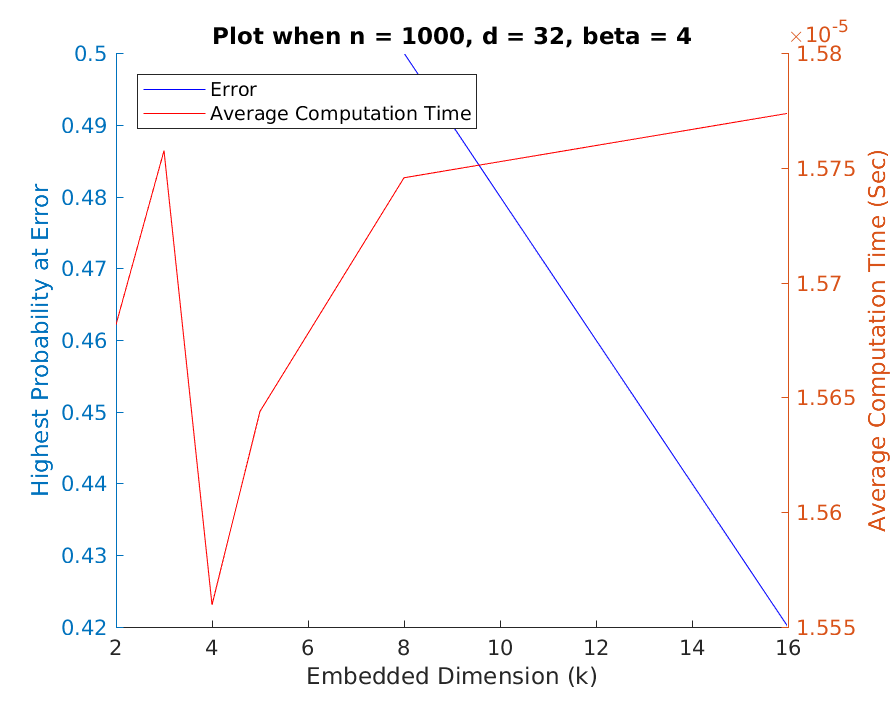 Plot when n = 1000, d = 32, beta = 4
×10-5
Error
Average Computation Time
Highest Probability at Error
0.5
0.49
0.48
0.47
0.46
0.45
0.44
0.43
0.42
1.58
1.575
1.57
1.565
1.56
1.555
Average Computation Time (Sec)
2 4 6 8 10 12 14 16
Embedded Dimension (k)